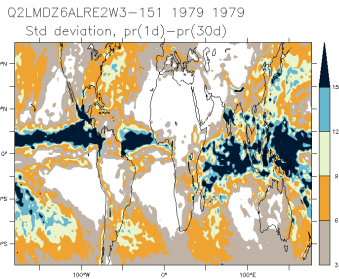 Q2LMDZ6ALRE2W3-151 1979 1979
Std deviation, pr(1d)-pr(30d)
15
12
9
6
3
0°
100°W
0°
100°E